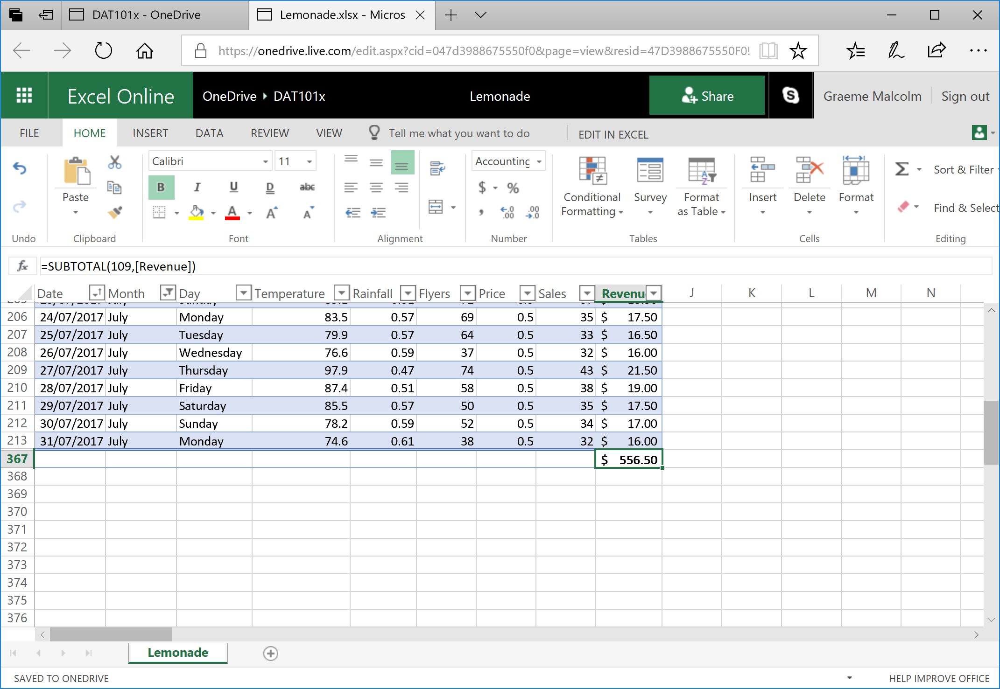 DAT101x - OneDrive
Lemonade.xlsx - Micros
https://onedrive.live.com/edit.aspx?cid=047d3988675550f0&page=view&resid=47D3988675550F0!
Excel Online
OneDrive ▸ DAT101x
Lemonade
Share
Graeme Malcolm
Sign out
FILE HOME INSERT DATA REVIEW VIEW Tell me what you want to do EDIT IN EXCEL
Calibri 11 Accounting
Sort & Filter
B I U D abc $ %
Paste Conditional Formatting Survey Format as Table Insert Delete Format
Find & Select
Undo Clipboard Font Alignment Number Tables Cells Editing
fx =SUBTOTAL(109,[Revenue])
Date Month Day Temperature Rainfall Flyers Price Sales Revenu J K L M N
206 24/07/2017 July Monday 83.5 0.57 69 0.5 35 $ 17.50
207 25/07/2017 July Tuesday 79.9 0.57 64 0.5 33 $ 16.50
208 26/07/2017 July Wednesday 76.6 0.59 37 0.5 32 $ 16.00
209 27/07/2017 July Thursday 97.9 0.47 74 0.5 43 $ 21.50
210 28/07/2017 July Friday 87.4 0.51 58 0.5 38 $ 19.00
211 29/07/2017 July Saturday 85.5 0.57 50 0.5 35 $ 17.50
212 30/07/2017 July Sunday 78.2 0.59 52 0.5 34 $ 17.00
213 31/07/2017 July Monday 74.6 0.61 38 0.5 32 $ 16.00
367 $ 556.50
368
369
370
371
372
373
374
375
376
Lemonade
SAVED TO ONEDRIVE
HELP IMPROVE OFFICE